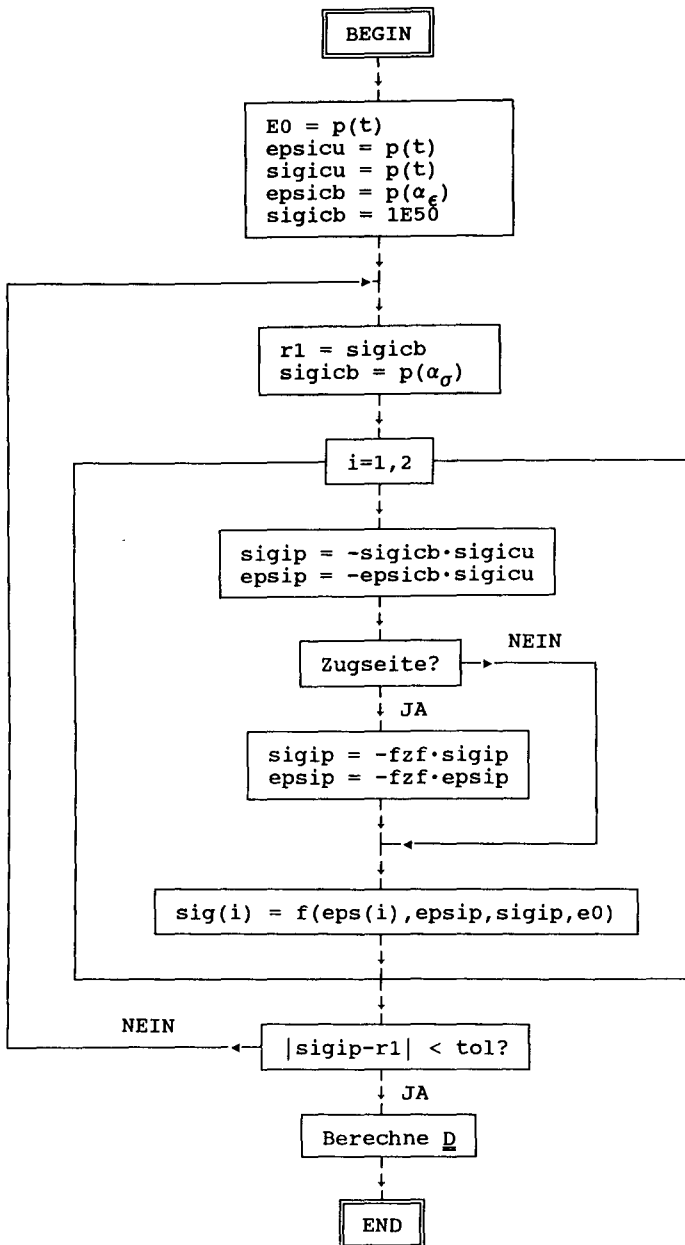 BEGIN
E0 = p(t)
epsicu = p(t)
sigicu = p(t)
epsicb = p(α_ϵ)
sigicb = 1E50
r1 = sigicb
sigicb = p(α_σ)
i=1,2
sigip = -sigicb·sigicu
epsip = -epsicb·sigicu
Zugseite?
NEIN
JA
sigip = -fzf·sigip
epsip = -fzf·epsip
sig(i) = f(eps(i),epsip,sigip,e0)
NEIN
|sigip-r1| < tol?
JA
Berechne D
END